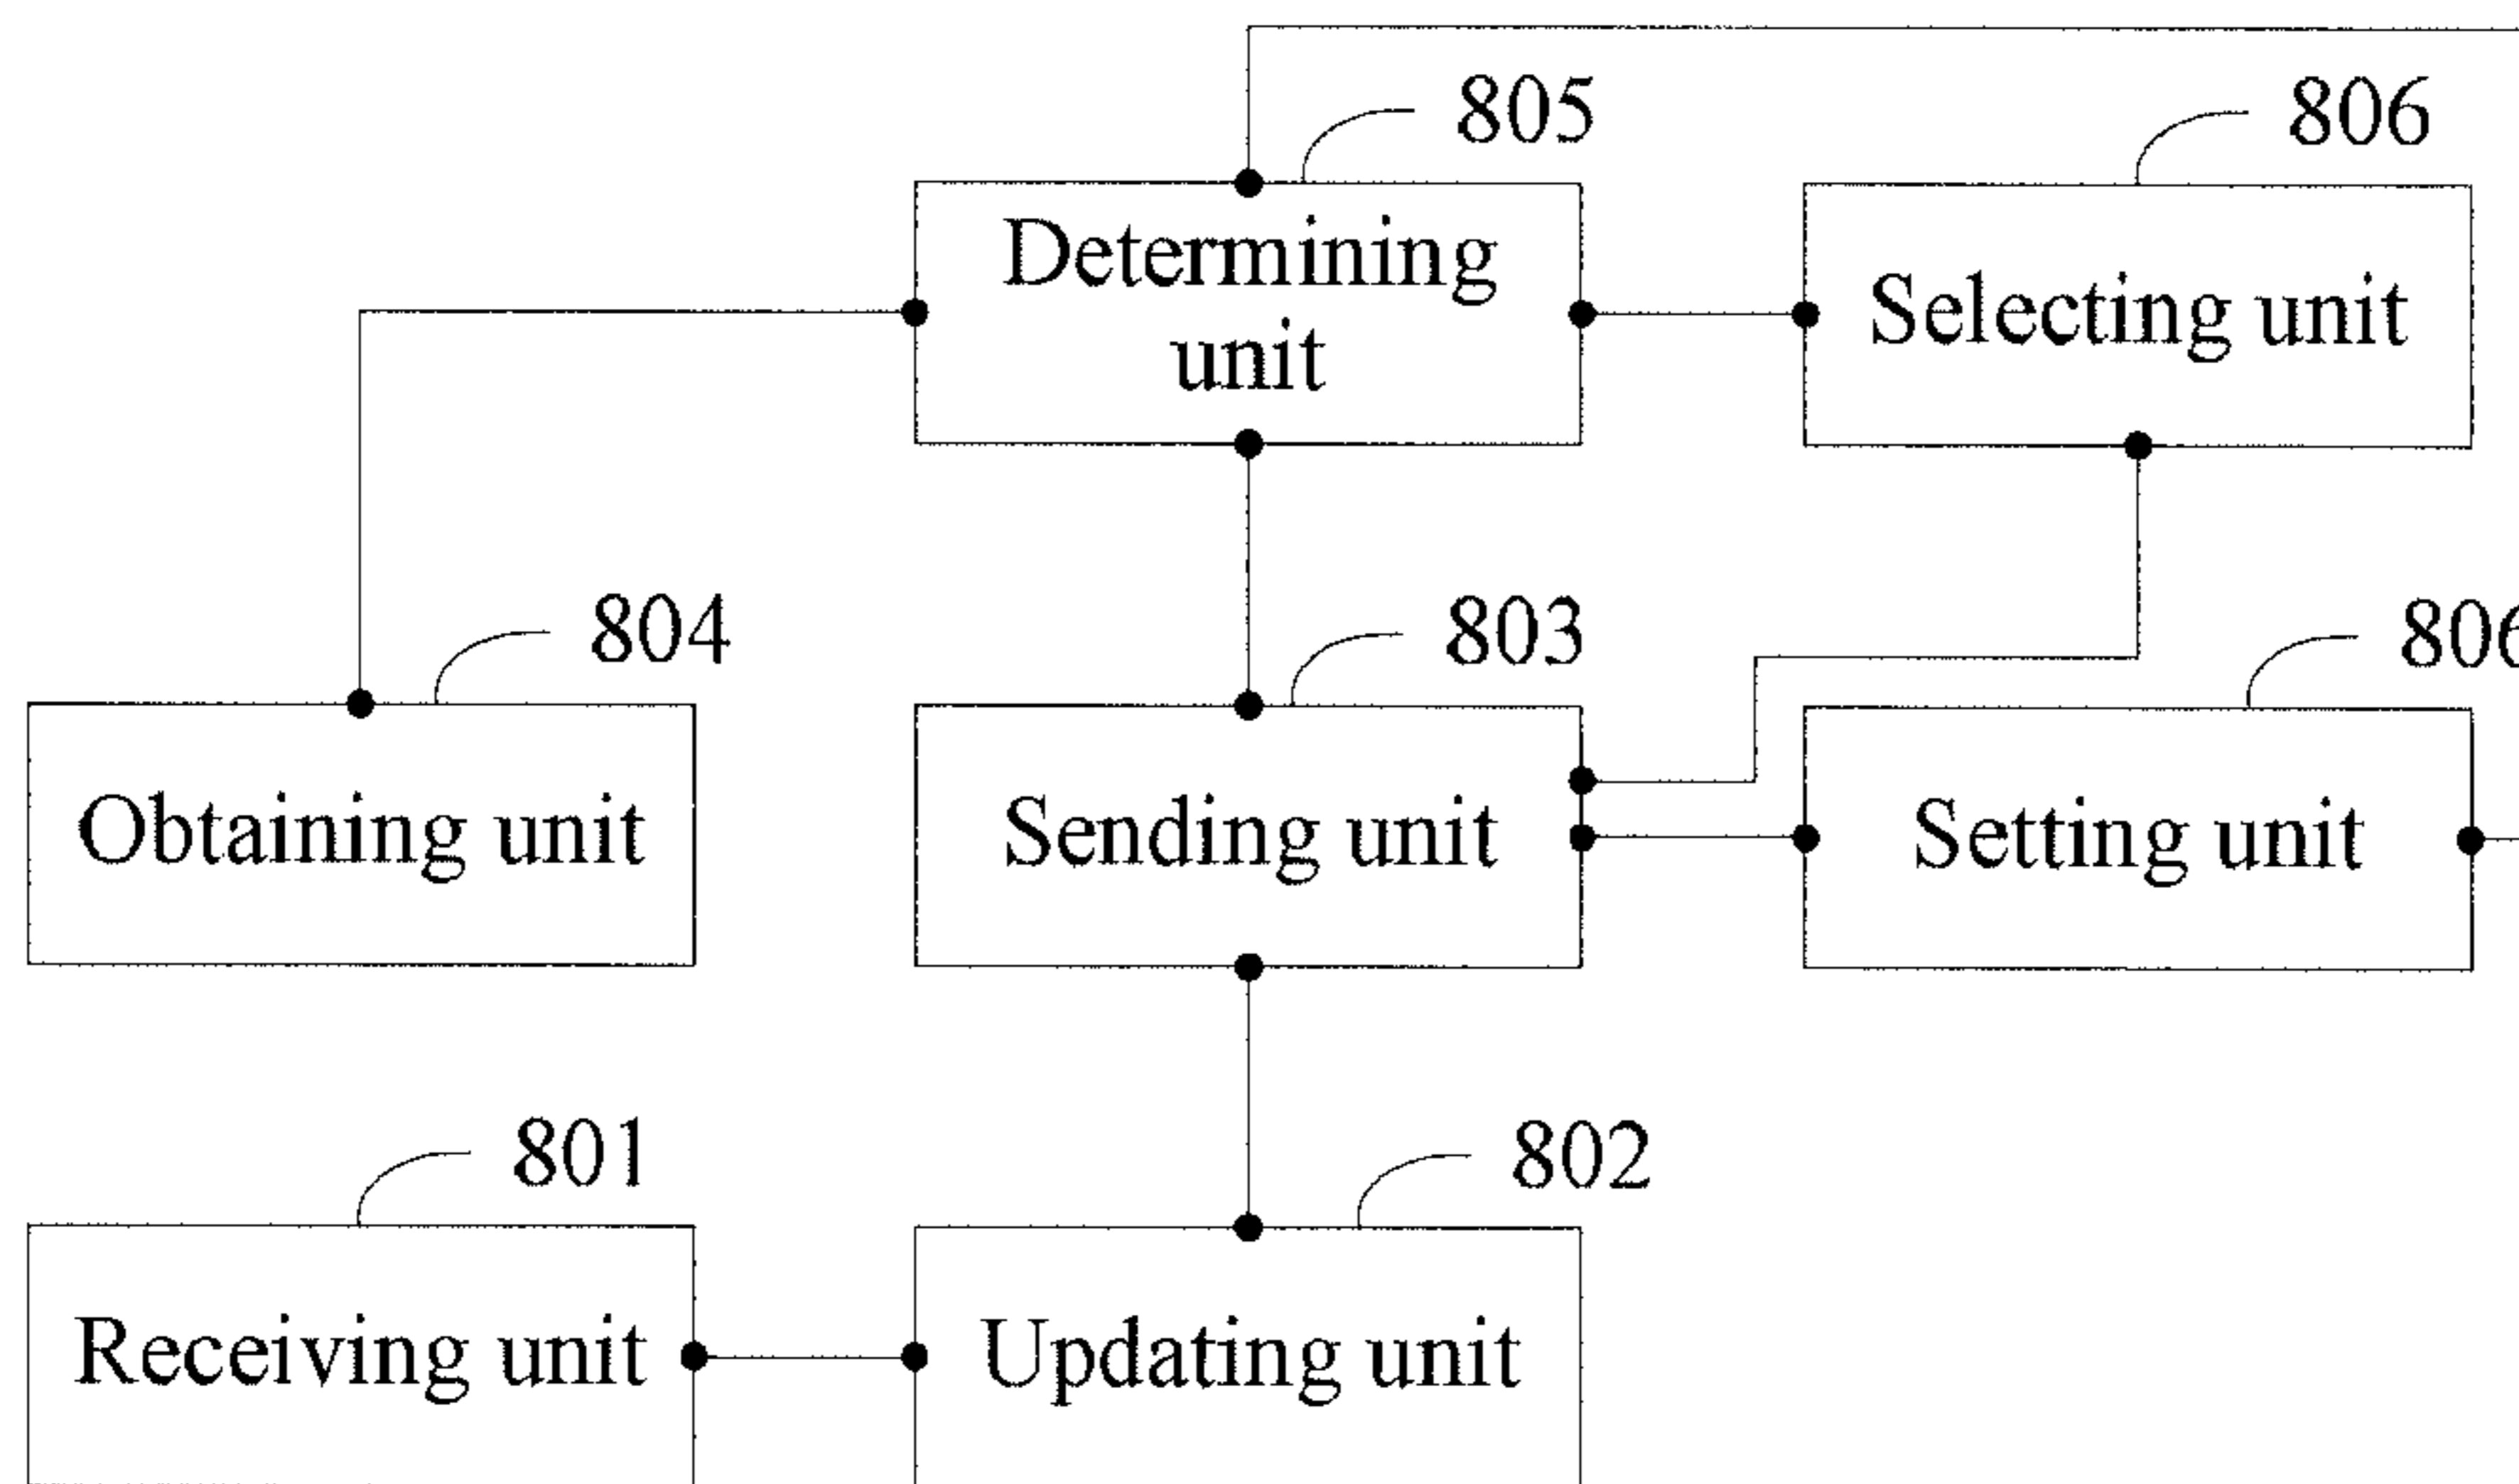 805
806
Determining
unit
Selecting unit
804
803
806
Obtaining unit
Sending unit
Setting unit
801
802
Receiving unit
Updating unit